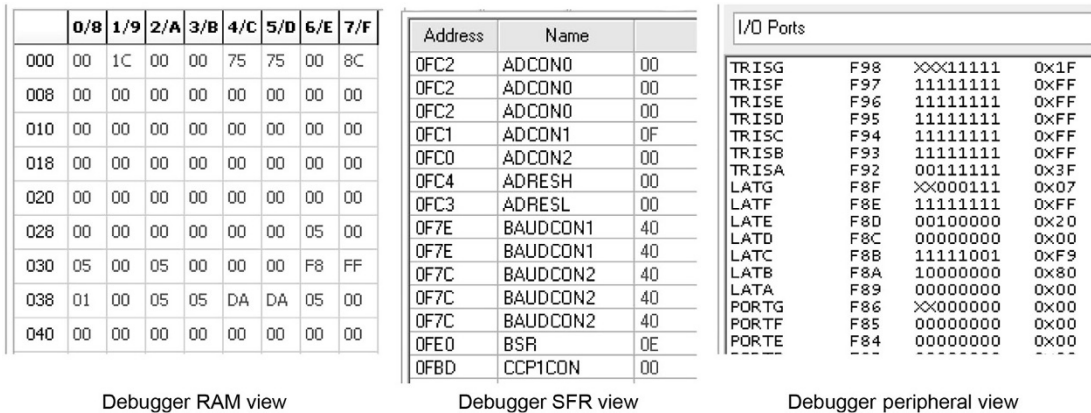 0/8 1/9 2/A 3/B 4/C 5/D 6/E 7/F
000 00 1C 00 00 75 75 00 8C
008 00 00 00 00 00 00 00 00
010 00 00 00 00 00 00 00 00
018 00 00 00 00 00 00 00 00
020 00 00 00 00 00 00 00 00
028 00 00 00 00 00 00 05 00
030 05 00 05 00 00 00 F8 FF
038 01 00 05 05 DA DA 05 00
040 00 00 00 00 00 00 00 00
Debugger RAM view
Address Name
0FC2 ADCON0 00
0FC2 ADCON0 00
0FC2 ADCON0 00
0FC1 ADCON1 0F
0FC0 ADCON2 00
0FC4 ADRESH 00
0FC3 ADRESL 00
0F7E BAUDCON1 40
0F7E BAUDCON1 40
0F7C BAUDCON2 40
0F7C BAUDCON2 40
0F7C BAUDCON2 40
0FE0 BSR 0E
0FBD CCP1CON 00
Debugger SFR view
I/O Ports
TRISG F98 XXX11111 0x1F
TRISF F97 11111111 0xFF
TRISE F96 11111111 0xFF
TRISD F95 11111111 0xFF
TRISC F94 11111111 0xFF
TRISB F93 11111111 0xFF
TRISA F92 00111111 0x3F
LATG F8F XX000111 0x07
LATF F8E 11111111 0xFF
LATE F8D 00100000 0x20
LATD F8C 00000000 0x00
LATC F8B 11111001 0xF9
LATB F8A 10000000 0x80
LATA F89 00000000 0x00
PORTG F86 XX000000 0x00
PORTF F85 00000000 0x00
PORTE F84 00000000 0x00
Debugger peripheral view